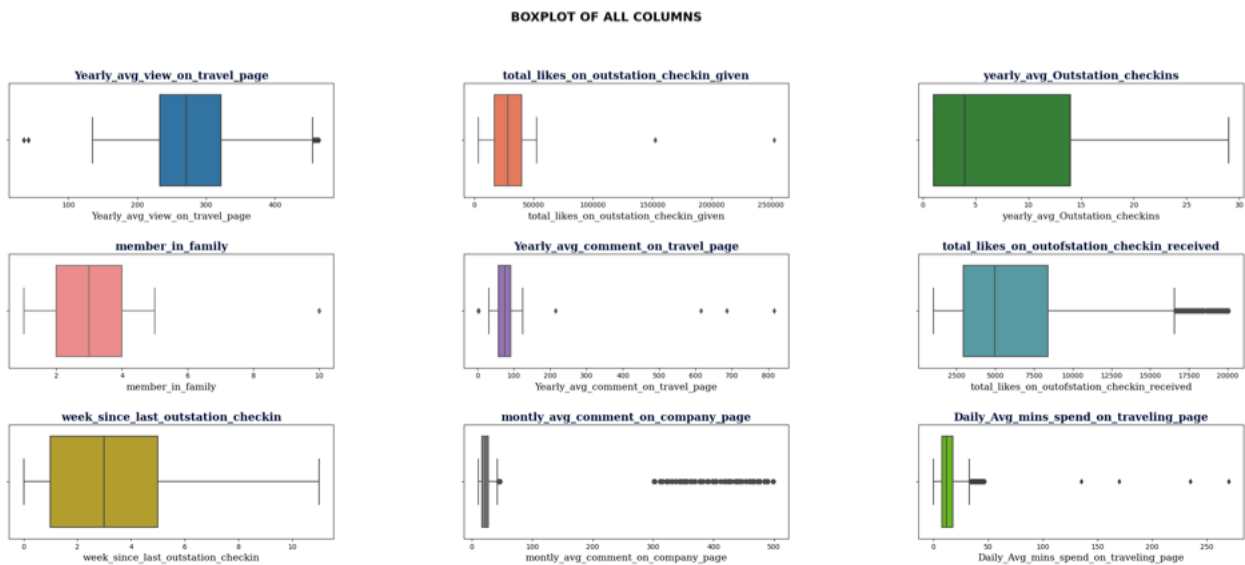 BOXPLOT OF ALL COLUMNS
Yearly_avg_view_on_travel_page
total_likes_on_outstation_checkin_given
yearly_avg_Outstation_checkins
100 200 300 400
0 50000 100000 150000 200000 250000
0 5 10 15 20 25 30
Yearly_avg_view_on_travel_page
total_likes_on_outstation_checkin_given
yearly_avg_Outstation_checkins
member_in_family
Yearly_avg_comment_on_travel_page
total_likes_on_outofstation_checkin_received
2 4 6 8 10
0 100 200 300 400 500 600 700 800
2500 5000 7500 10000 12500 15000 17500 20000
member_in_family
Yearly_avg_comment_on_travel_page
total_likes_on_outofstation_checkin_received
week_since_last_outstation_checkin
montly_avg_comment_on_company_page
Daily_Avg_mins_spend_on_traveling_page
0 2 4 6 8 10
0 100 200 300 400 500
0 50 100 150 200 250
week_since_last_outstation_checkin
montly_avg_comment_on_company_page
Daily_Avg_mins_spend_on_traveling_page